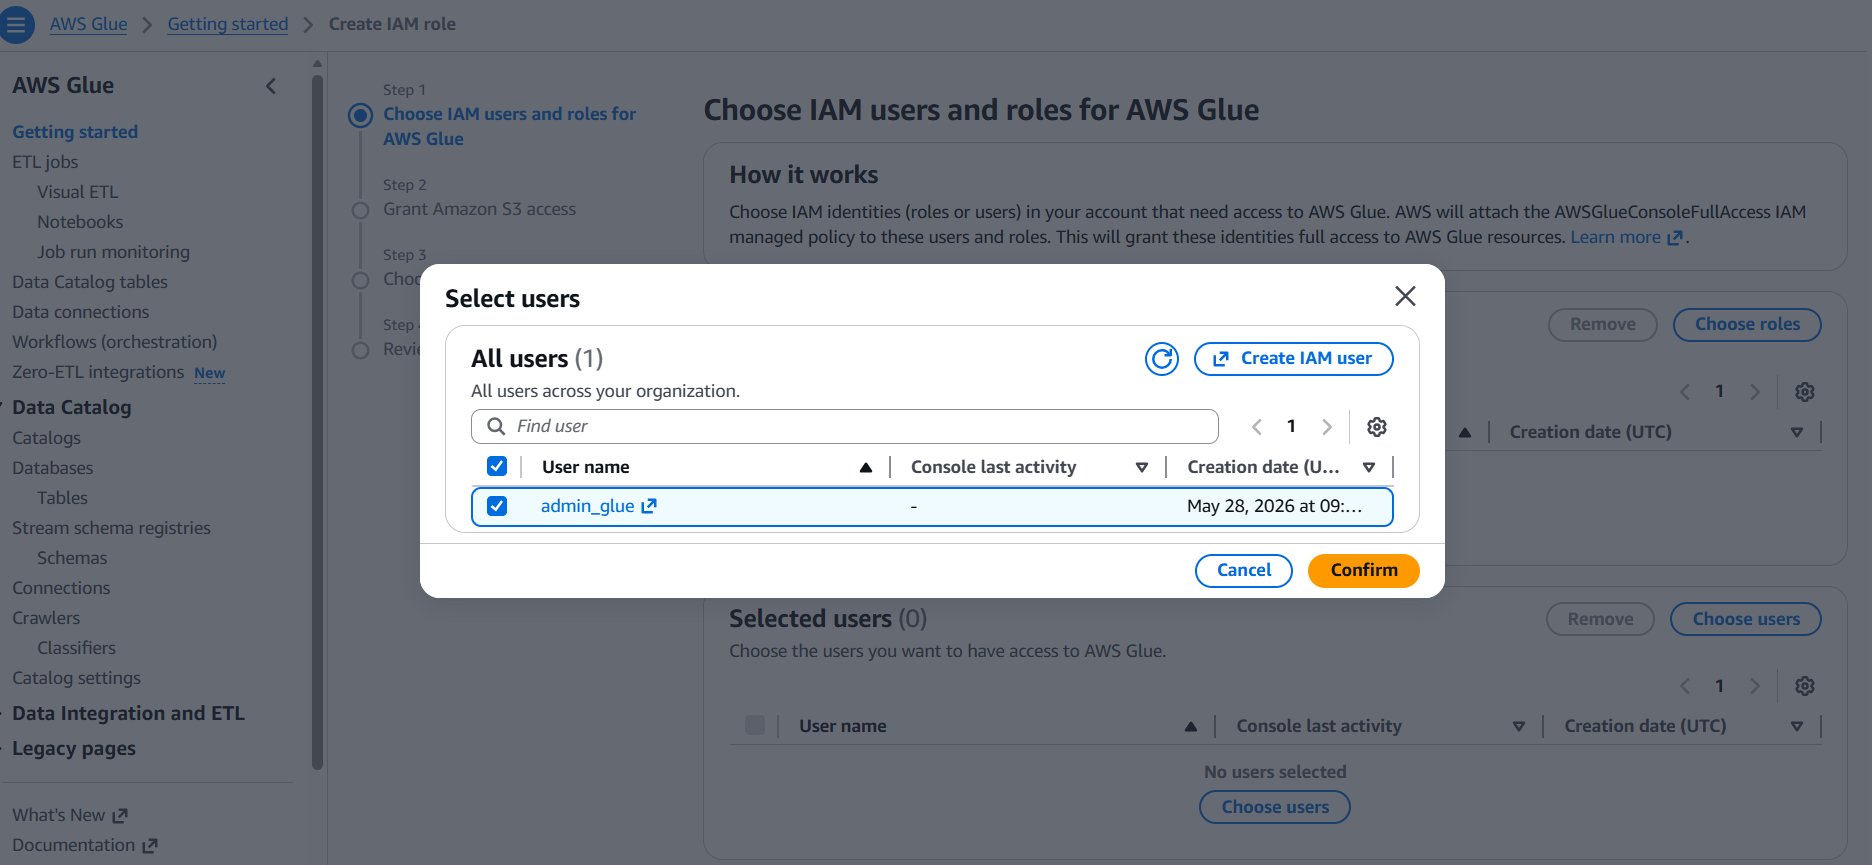 AWS Glue
Getting started
Create IAM role
AWS Glue
Getting started
ETL jobs
Visual ETL
Notebooks
Job run monitoring
Data Catalog tables
Data connections
Workflows (orchestration)
Zero-ETL integrations New
Data Catalog
Catalogs
Databases
Tables
Stream schema registries
Schemas
Connections
Crawlers
Classifiers
Catalog settings
Data Integration and ETL
Legacy pages
What's New
Documentation
Step 1
Choose IAM users and roles for
AWS Glue
Step 2
Grant Amazon S3 access
Step 3
Step
Choose IAM users and roles for AWS Glue
How it works
Choose IAM identities (roles or users) in your account that need access to AWS Glue. AWS will attach the AWSGlueConsoleFullAccess IAM
managed policy to these users and roles. This will grant these identities full access to AWS Glue resources. Learn more .
Remove Choose roles
1
Creation date (UTC)
Select users
All users (1)
Create IAM user
All users across your organization.
Find user
1
User name Console last activity Creation date (U...
admin_glue - May 28, 2026 at 09:...
Cancel Confirm
Selected users (0)
Remove Choose users
Choose the users you want to have access to AWS Glue.
1
User name Console last activity Creation date (UTC)
No users selected
Choose users